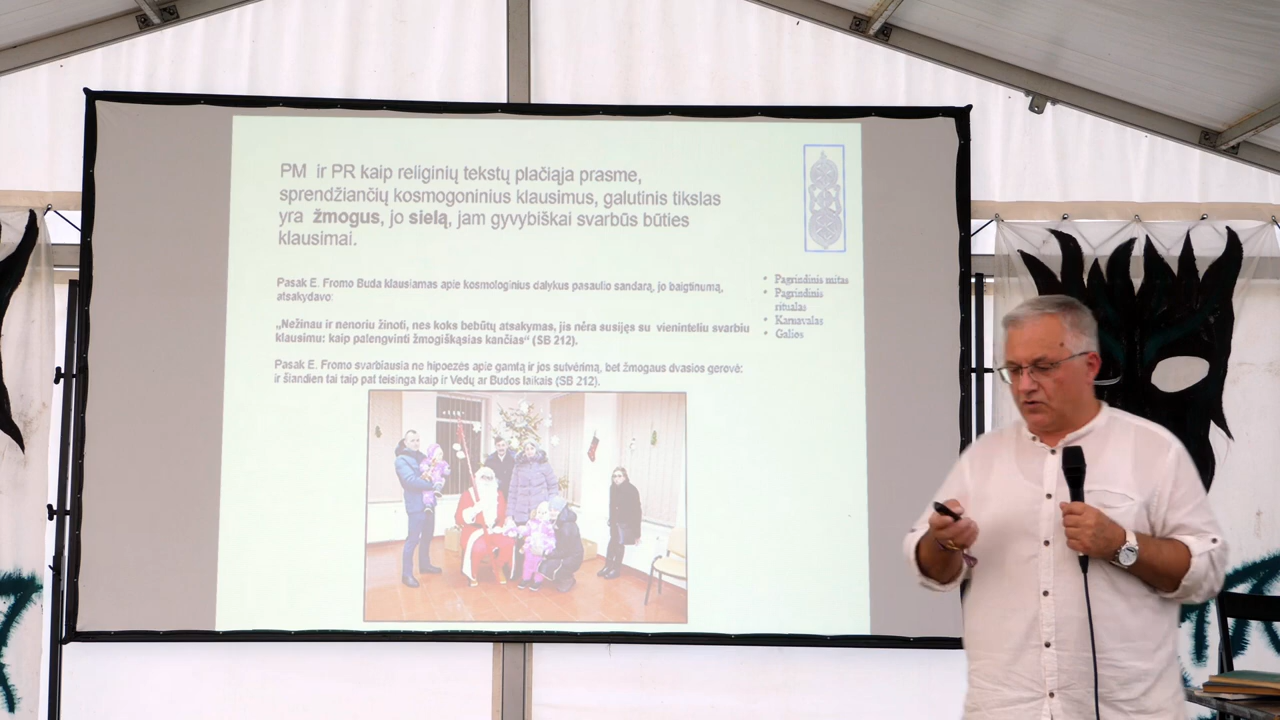 PM ir PR kaip religinių tekstų plačiąja prasme,
sprendžiančių kosmogoninius klausimus, galutinis tikslas
yra žmogus, jo sielą, jam gyvybiškai svarbūs būties
klausimai.
Pasak E. Fromo Buda klausiamas apie kosmologinius dalykus pasaulio sandarą, jo baigtinumą,
atsakydavo:
„Nežinau ir nenoriu žinoti, nes koks bebūtų atsakymas, jis nėra susijęs su vieninteliu svarbiu
klausimu: kaip palengvinti žmogiškąsias kančias“ (SB 212).
Pasak E. Fromo svarbiausia ne hipoezės apie gamtą ir jos sutvėrimą, bet žmogaus dvasios gerovė:
ir šiandien tai taip pat teisinga kaip ir Vedų ar Budos laikais (SB 212).
• Pagrindinis mitas
• Pagrindinis
ritualas
• Karnavalas
• Galios